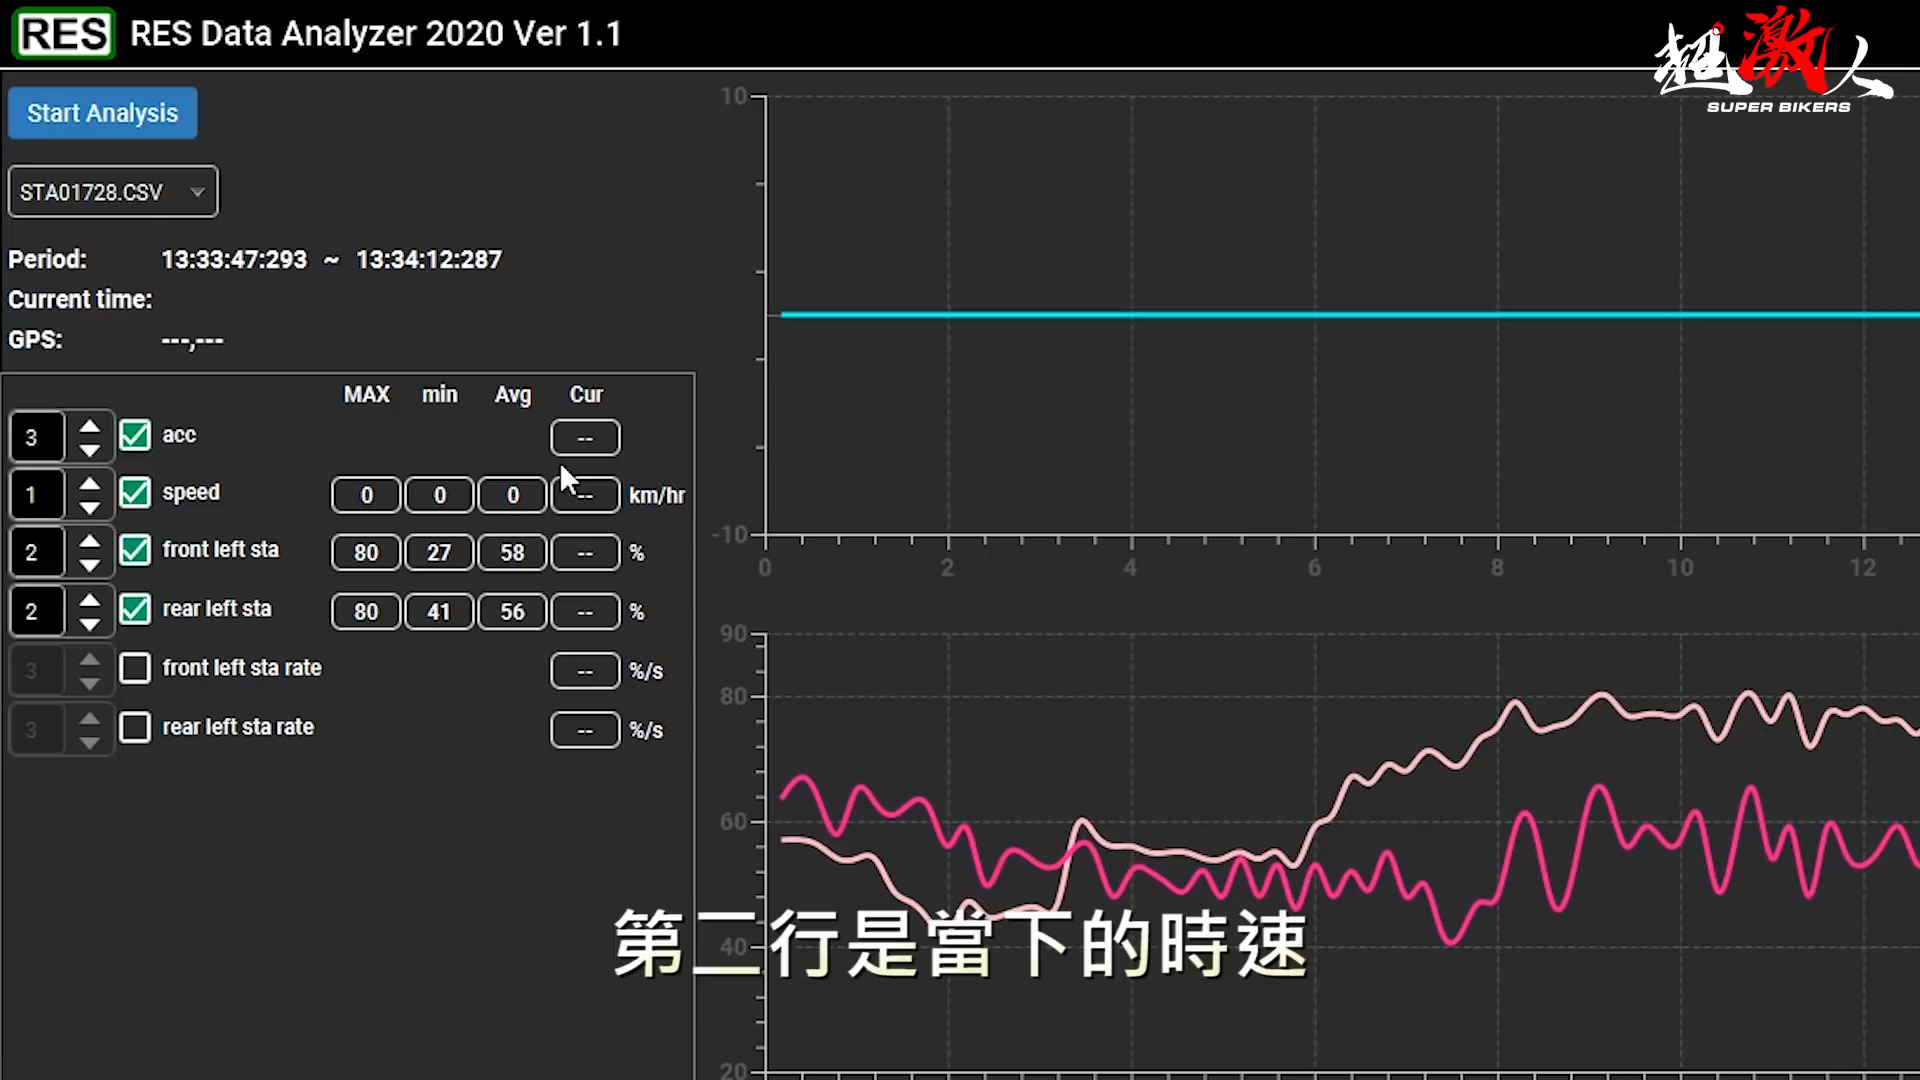 RES RES Data Analyzer 2020 Ver 1.1
超激人
SUPER BIKERS
Start Analysis
STA01728.CSV
Period: 13:33:47:293 ~ 13:34:12:287
Current time:
GPS: ---,---
MAX min Avg Cur
3 acc --
1 speed 0 0 0 -- km/hr
2 front left sta 80 27 58 -- %
2 rear left sta 80 41 56 -- %
3 front left sta rate -- %/s
3 rear left sta rate -- %/s
10
-10
0 2 4 6 8 10 12
90
80
60
40
20
第二行是當下的時速